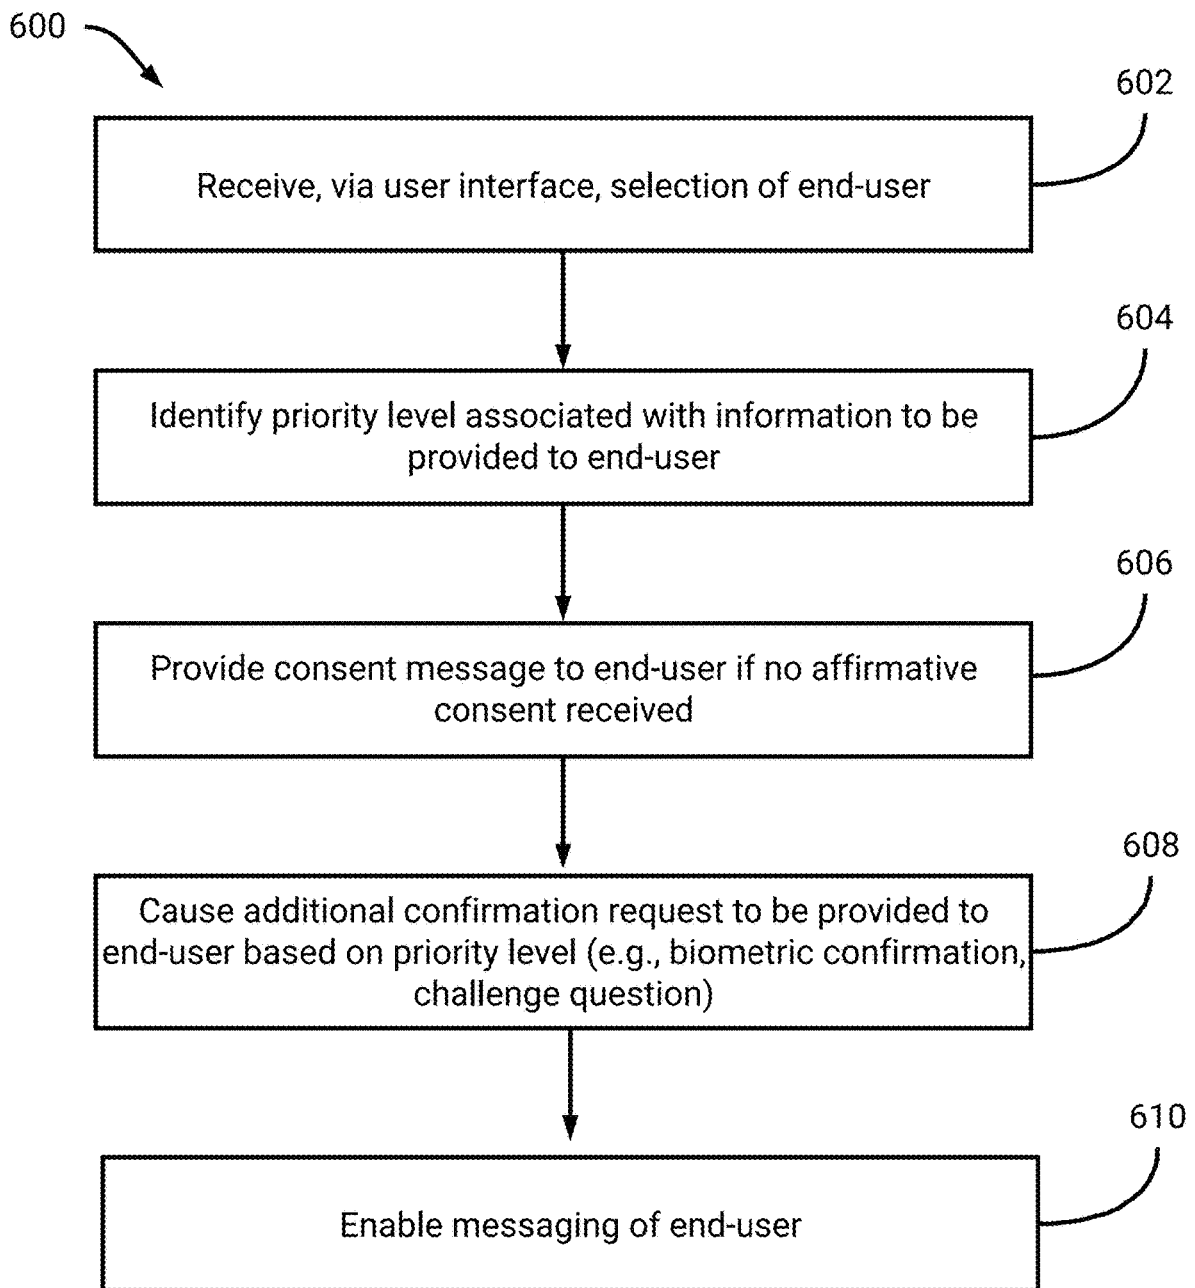 600
602
Receive, via user interface, selection of end-user
604
Identify priority level associated with information to be
provided to end-user
606
Provide consent message to end-user if no affirmative
consent received
608
Cause additional confirmation request to be provided to
end-user based on priority level (e.g., biometric confirmation,
challenge question)
610
Enable messaging of end-user